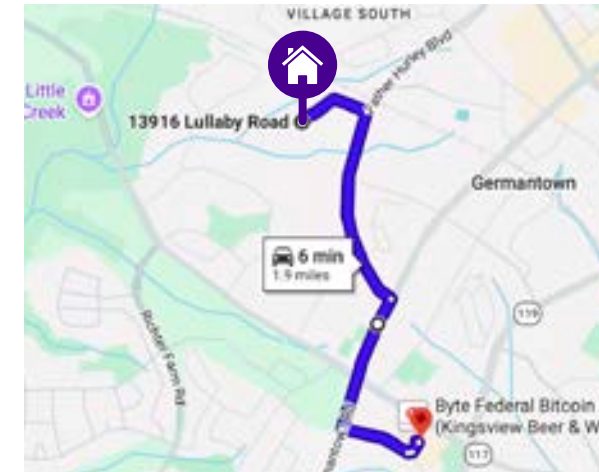 VILLAGE SOUTH
Father Hurley Blvd
Little
Creek
13916 Lullaby Road
Germantown
6 min
1.9 miles
119
Richter Farm Rd
Byte Federal Bitcoin
(Kingsview Beer & W
117